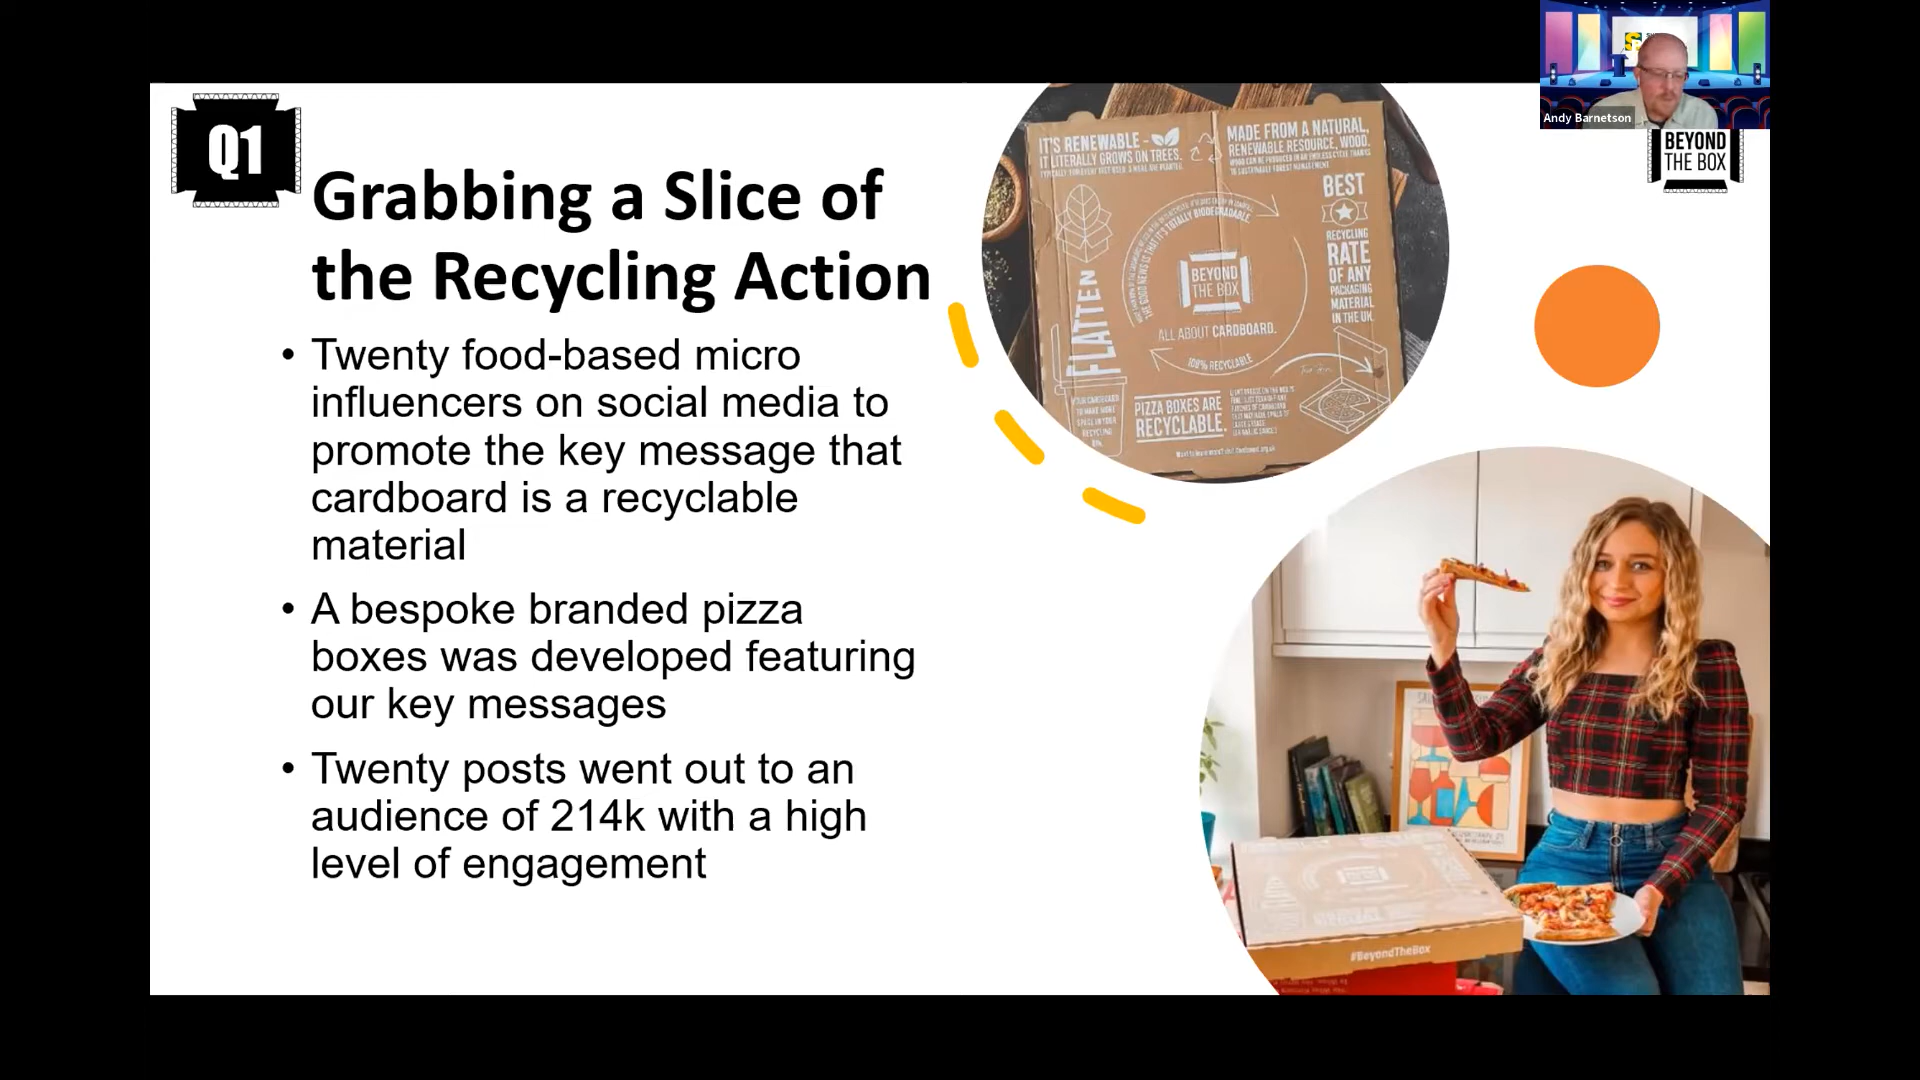 Q1
Grabbing a Slice of
the Recycling Action
• Twenty food-based micro
influencers on social media to
promote the key message that
cardboard is a recyclable
material
• A bespoke branded pizza
boxes was developed featuring
our key messages
• Twenty posts went out to an
audience of 214k with a high
level of engagement
IT'S RENEWABLE -
IT LITERALLY GROWS ON TREES.
MADE FROM A NATURAL,
RENEWABLE RESOURCE, WOOD.
BEST
RECYCLING
RATE
OF ANY
PACKAGING
MATERIAL
IN THE UK
FLATTEN
BEYOND
THE BOX
ALL ABOUT CARDBOARD.
100% RECYCLABLE
PIZZA BOXES ARE
RECYCLABLE.
Andy Barnetson
BEYOND
THE BOX
#BeyondTheBox